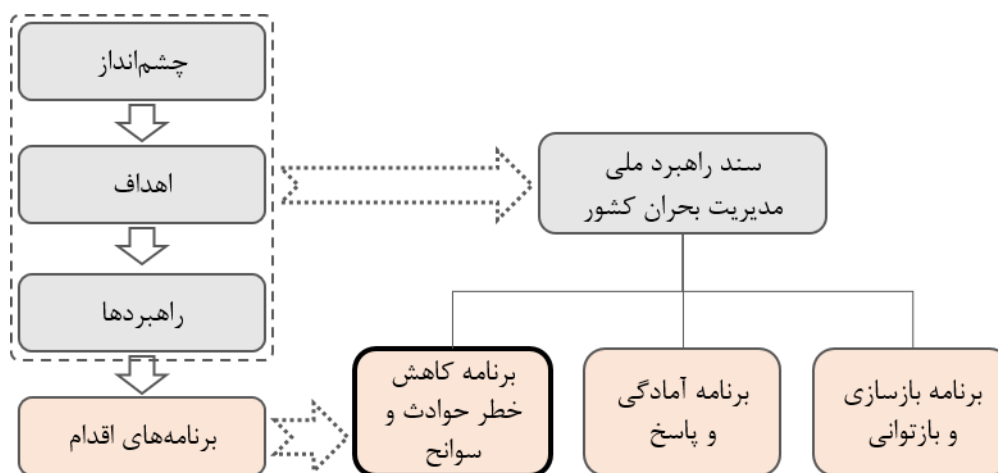 چشم‌انداز
اهداف
راهبردها
برنامه‌های اقدام
سند راهبرد ملی
مدیریت بحران کشور
برنامه کاهش
خطر حوادث و
سوانح
برنامه آمادگی
و پاسخ
برنامه بازسازی
و بازتوانی